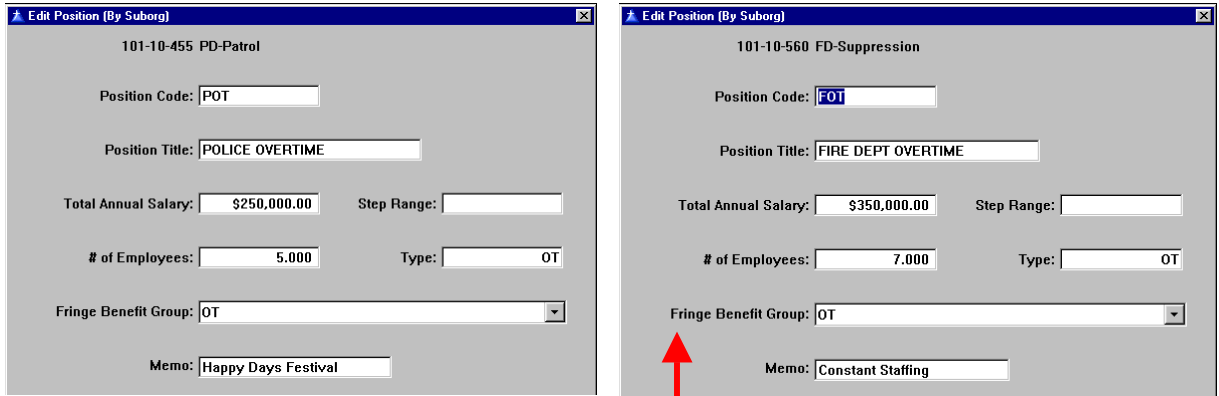 Edit Position (By Suborg)
101-10-455 PD-Patrol
Position Code: POT
Position Title: POLICE OVERTIME
Total Annual Salary: $250,000.00 Step Range:
# of Employees: 5.000 Type: OT
Fringe Benefit Group: OT
Memo: Happy Days Festival
Edit Position (By Suborg)
101-10-560 FD-Suppression
Position Code: FOT
Position Title: FIRE DEPT OVERTIME
Total Annual Salary: $350,000.00 Step Range:
# of Employees: 7.000 Type: OT
Fringe Benefit Group: OT
Memo: Constant Staffing